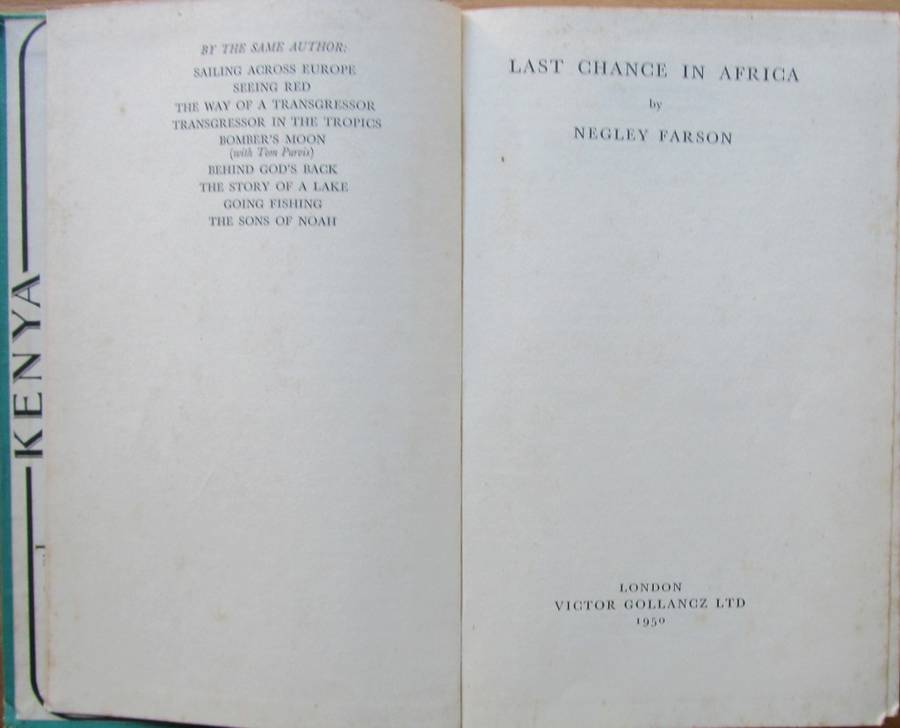 KENYA
BY THE SAME AUTHOR:
SAILING ACROSS EUROPE
SEEING RED
THE WAY OF A TRANSGRESSOR
TRANSGRESSOR IN THE TROPICS
BOMBER'S MOON
(with Tom Purvis)
BEHIND GOD'S BACK
THE STORY OF A LAKE
GOING FISHING
THE SONS OF NOAH
LAST CHANCE IN AFRICA
by
NEGLEY FARSON
LONDON
VICTOR GOLLANCZ LTD
1950